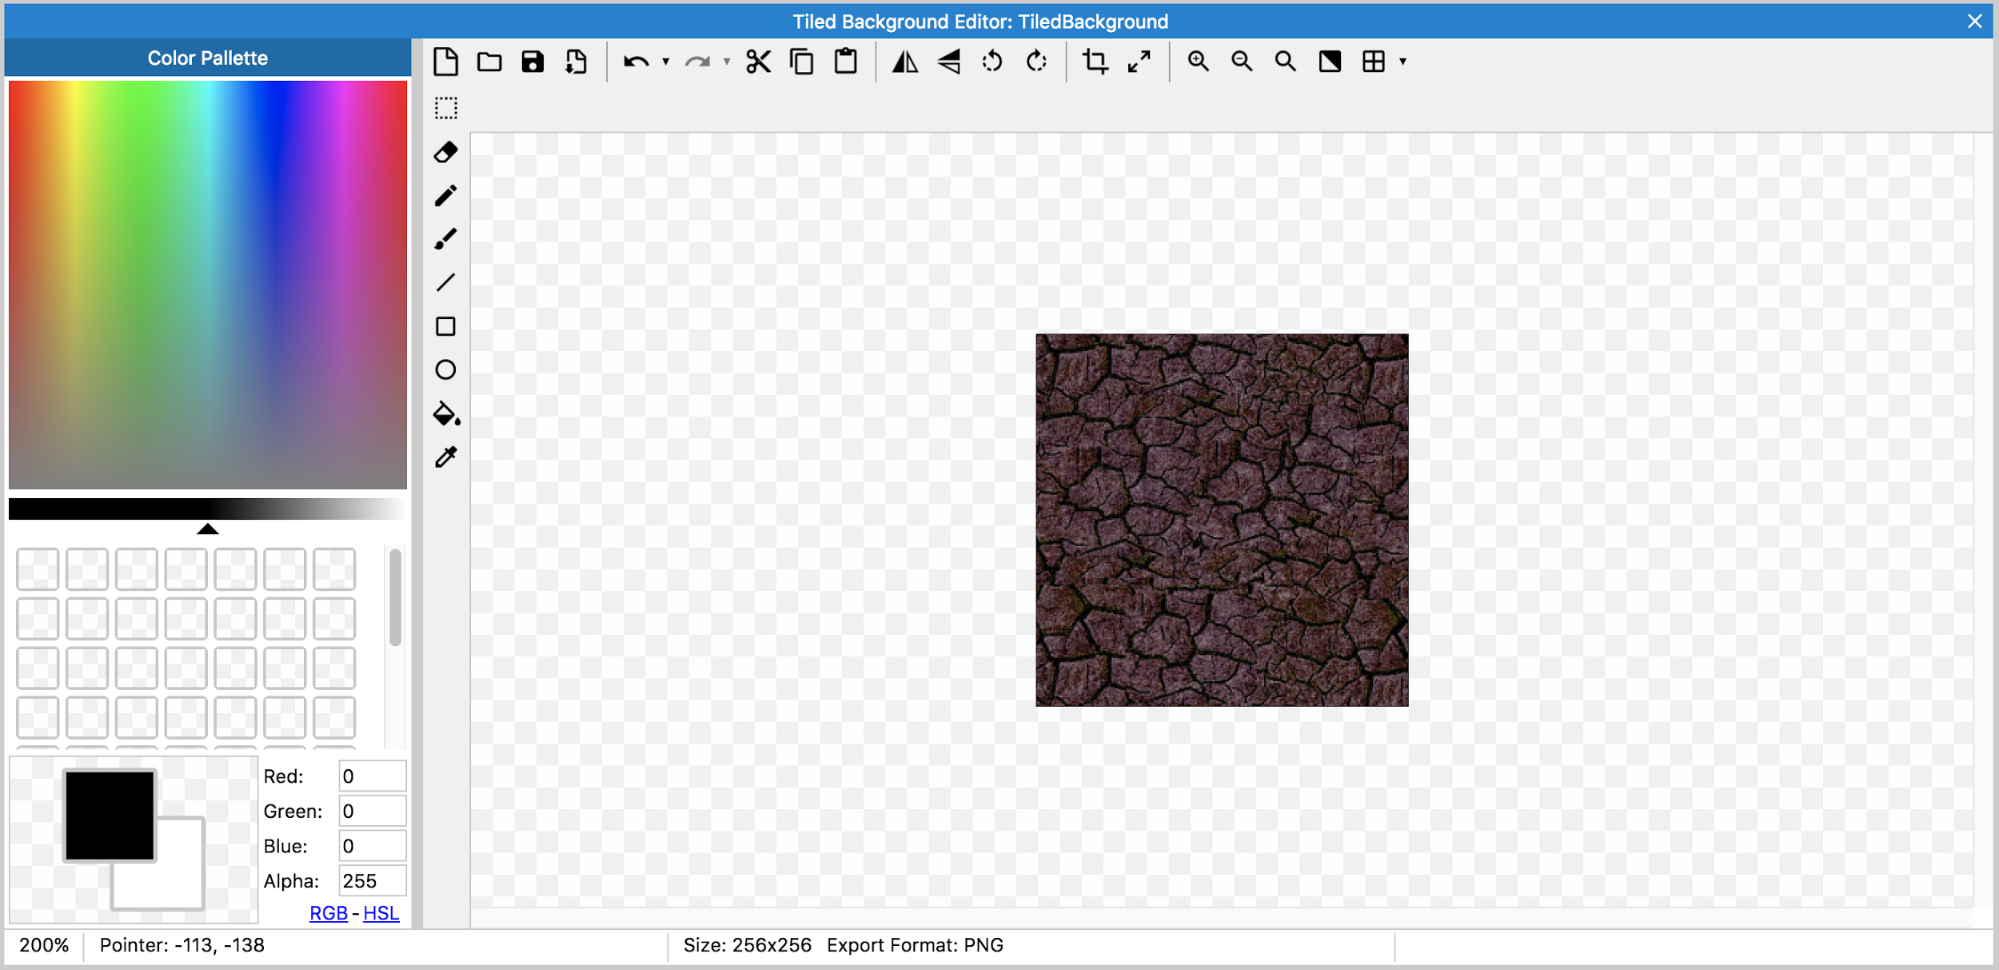 Tiled Background Editor: TiledBackground
Color Pallette
Red: 0
Green: 0
Blue: 0
Alpha: 255
RGB - HSL
200% Pointer: -113, -138 Size: 256x256 Export Format: PNG